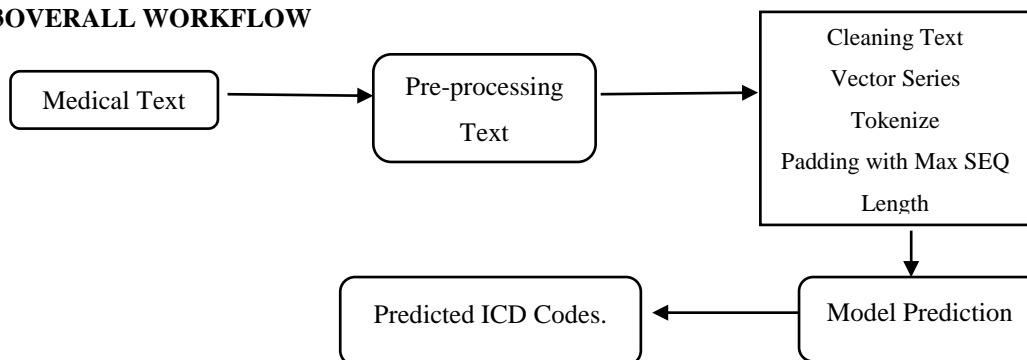 3OVERALL WORKFLOW
Medical Text
Pre-processing
Text
Cleaning Text
Vector Series
Tokenize
Padding with Max SEQ
Length
Model Prediction
Predicted ICD Codes.